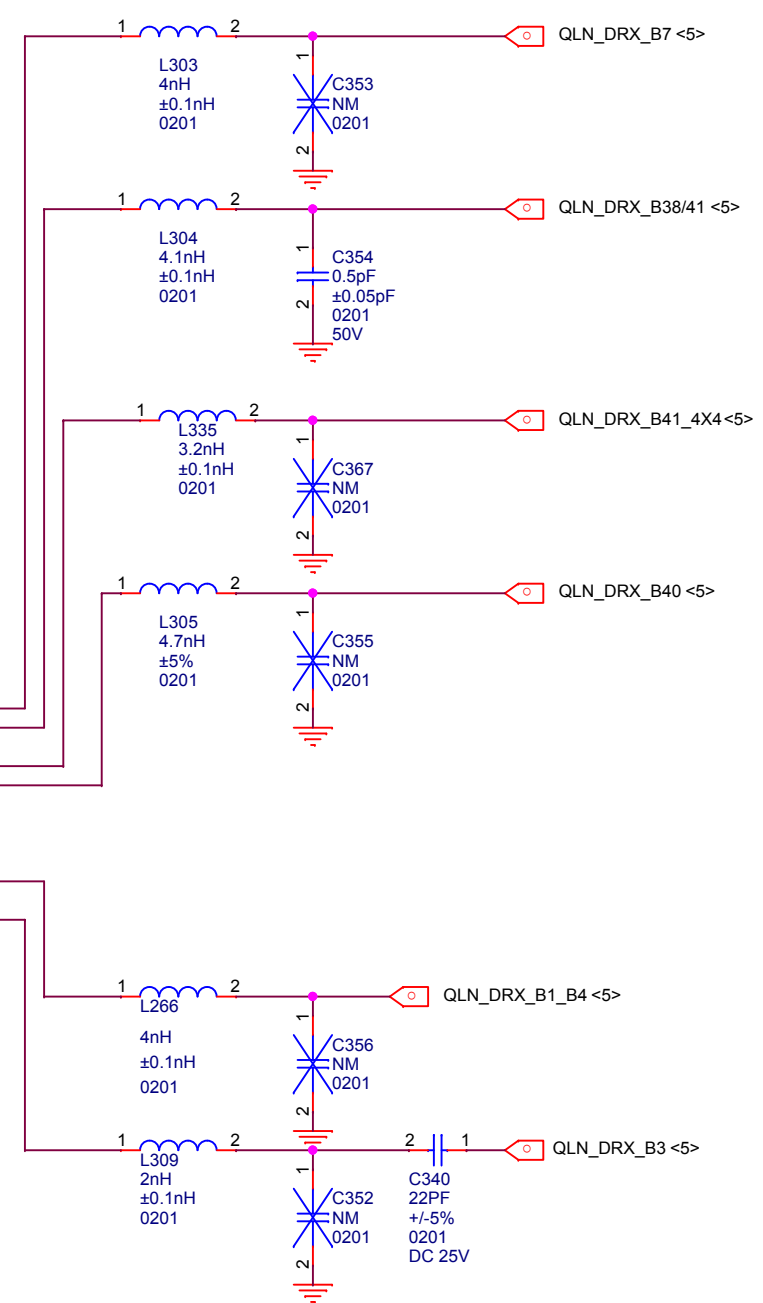 1
2
QLN_DRX_B7 <5>
L303
4nH
±0.1nH
0201
1
C353
NM
0201
2
1
2
QLN_DRX_B38/41 <5>
L304
4.1nH
±0.1nH
0201
1
C354
0.5pF
±0.05pF
0201
50V
2
1
2
QLN_DRX_B41_4X4<5>
L335
3.2nH
±0.1nH
0201
1
C367
NM
0201
2
1
2
QLN_DRX_B40 <5>
L305
4.7nH
±5%
0201
1
C355
NM
0201
2
1
2
QLN_DRX_B1_B4 <5>
L266
4nH
±0.1nH
0201
1
C356
NM
0201
2
1
2
2
1
QLN_DRX_B3 <5>
L309
2nH
±0.1nH
0201
1
C352
NM
0201
2
C340
22PF
+/-5%
0201
DC 25V